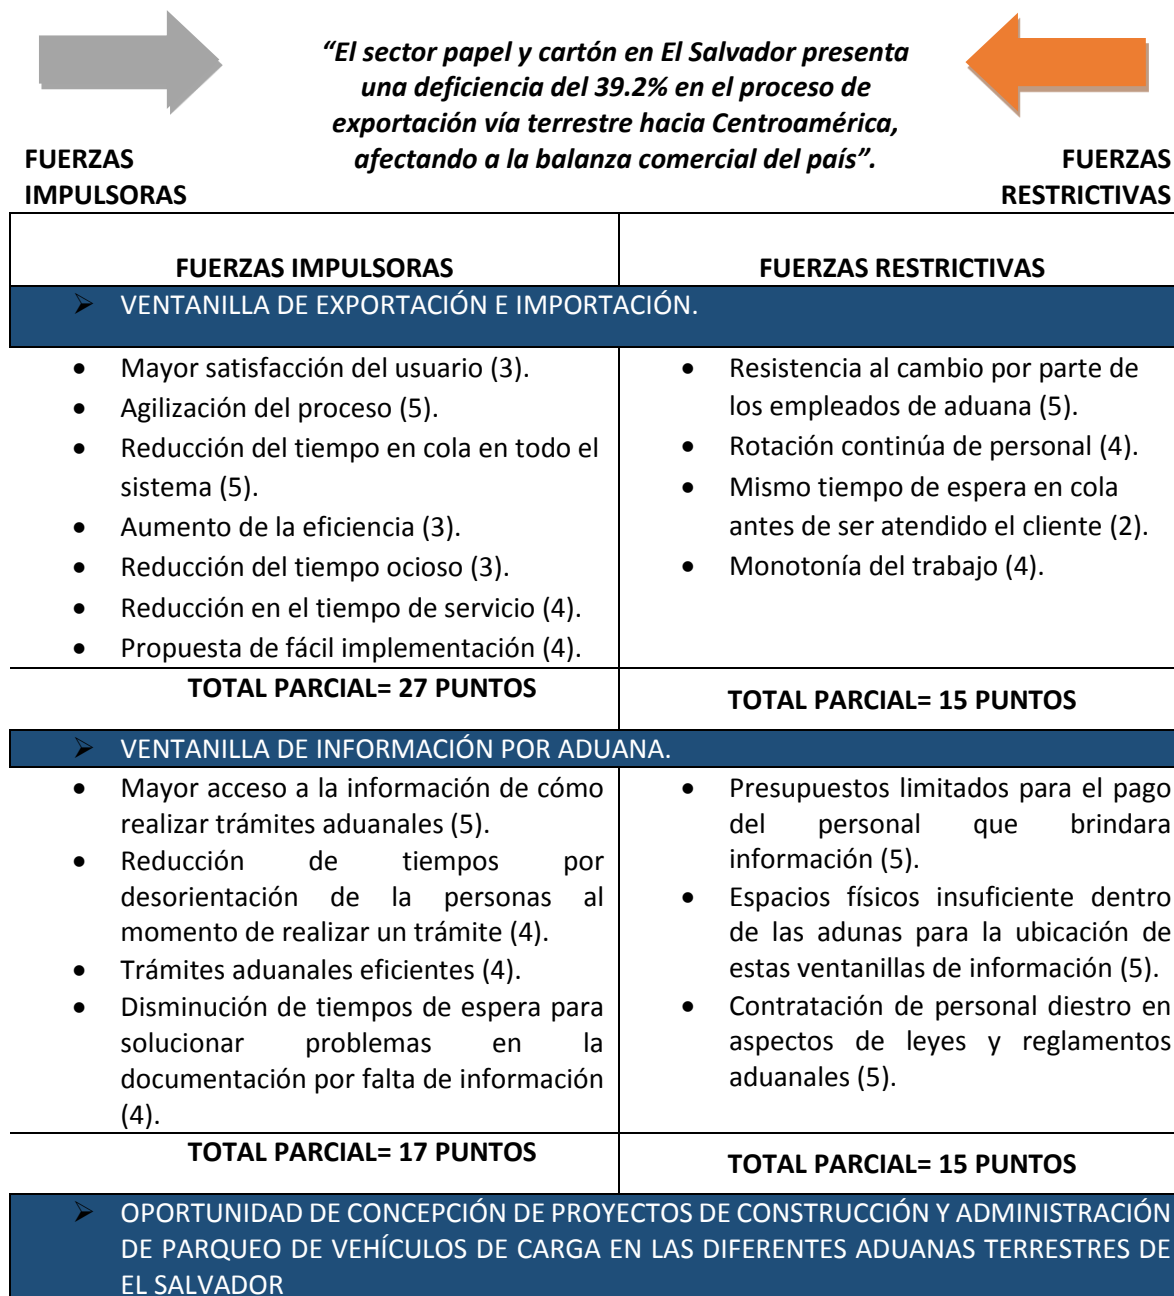 “El sector papel y cartón en El Salvador presenta
una deficiencia del 39.2% en el proceso de
exportación vía terrestre hacia Centroamérica,
afectando a la balanza comercial del país”.
FUERZAS
IMPULSORAS
FUERZAS
RESTRICTIVAS
FUERZAS IMPULSORAS
FUERZAS RESTRICTIVAS
➢ VENTANILLA DE EXPORTACIÓN E IMPORTACIÓN.
• Mayor satisfacción del usuario (3).
• Agilización del proceso (5).
• Reducción del tiempo en cola en todo el
sistema (5).
• Aumento de la eficiencia (3).
• Reducción del tiempo ocioso (3).
• Reducción en el tiempo de servicio (4).
• Propuesta de fácil implementación (4).
• Resistencia al cambio por parte de
los empleados de aduana (5).
• Rotación continúa de personal (4).
• Mismo tiempo de espera en cola
antes de ser atendido el cliente (2).
• Monotonía del trabajo (4).
TOTAL PARCIAL= 27 PUNTOS
TOTAL PARCIAL= 15 PUNTOS
➢ VENTANILLA DE INFORMACIÓN POR ADUANA.
• Mayor acceso a la información de cómo
realizar trámites aduanales (5).
• Reducción de tiempos por
desorientación de la personas al
momento de realizar un trámite (4).
• Trámites aduanales eficientes (4).
• Disminución de tiempos de espera para
solucionar problemas en la
documentación por falta de información
(4).
• Presupuestos limitados para el pago
del personal que brindara
información (5).
• Espacios físicos insuficiente dentro
de las adunas para la ubicación de
estas ventanillas de información (5).
• Contratación de personal diestro en
aspectos de leyes y reglamentos
aduanales (5).
TOTAL PARCIAL= 17 PUNTOS
TOTAL PARCIAL= 15 PUNTOS
➢ OPORTUNIDAD DE CONCEPCIÓN DE PROYECTOS DE CONSTRUCCIÓN Y ADMINISTRACIÓN
DE PARQUEO DE VEHÍCULOS DE CARGA EN LAS DIFERENTES ADUANAS TERRESTRES DE
EL SALVADOR